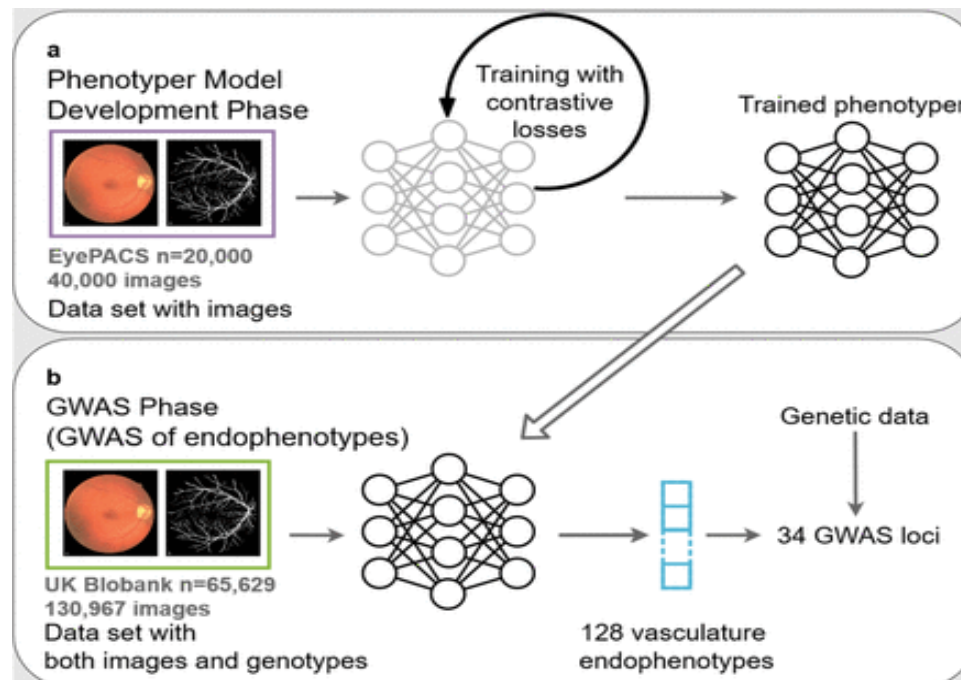 a
Phenotyper Model
Development Phase
Training with
contrastive
losses
Trained phenotyper
EyePACS n=20,000
40,000 images
Data set with images
b
GWAS Phase
(GWAS of endophenotypes)
Genetic data
34 GWAS loci
UK Blobank n=65,629
130,967 images
Data set with
both images and genotypes
128 vasculature
endophenotypes